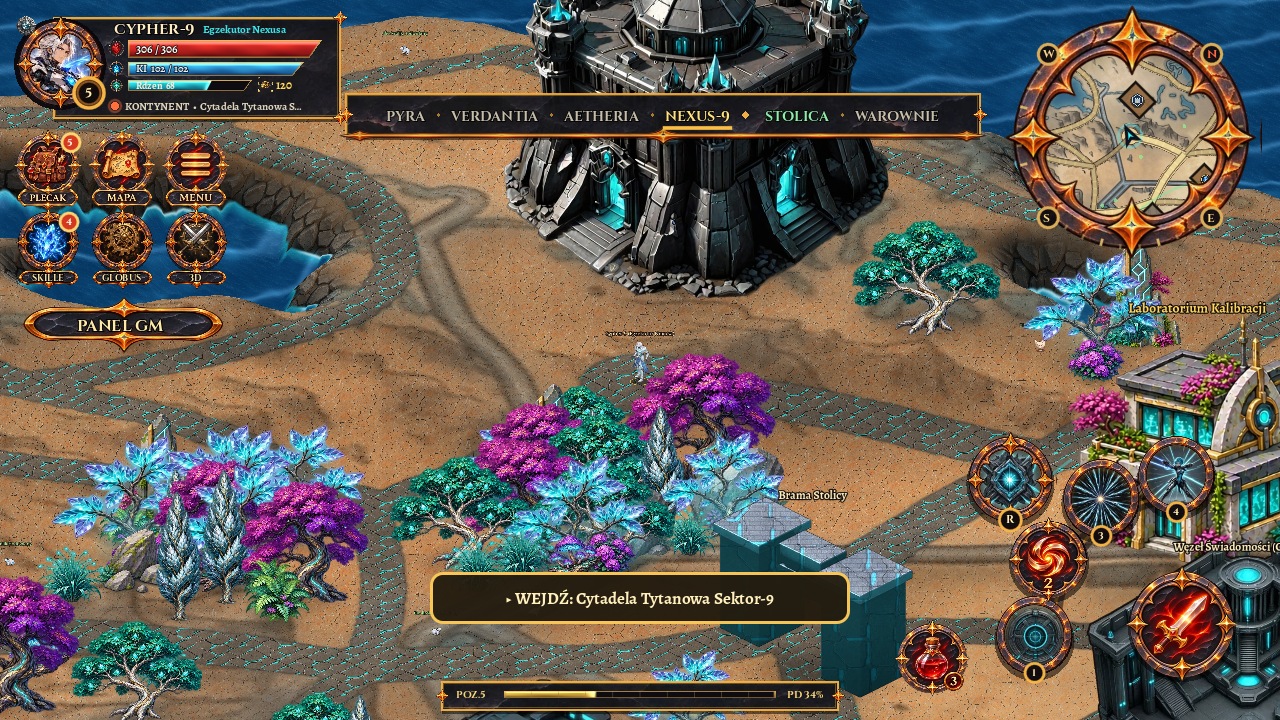 CYPHER-9 Egzekutor Nexusa
306 / 306
KI 102 / 102
Rdzeń 68
120
5
KONTYNENT • Cytadela Tytanowa S...
PYRA • VERDANTIA • AETHERIA • NEXUS-9 ◆ STOLICA • WAROWNIE
W
N
S
E
5
PLECAK
MAPA
MENU
4
SKILLE
GLOBUS
3D
PANEL GM
Laboratorium Kalibracji
Brama Stolicy
R
3
4
2
Węzeł Świadomości (C
▸ WEJDŹ: Cytadela Tytanowa Sektor-9
1
3
POZ.5
PD 34%